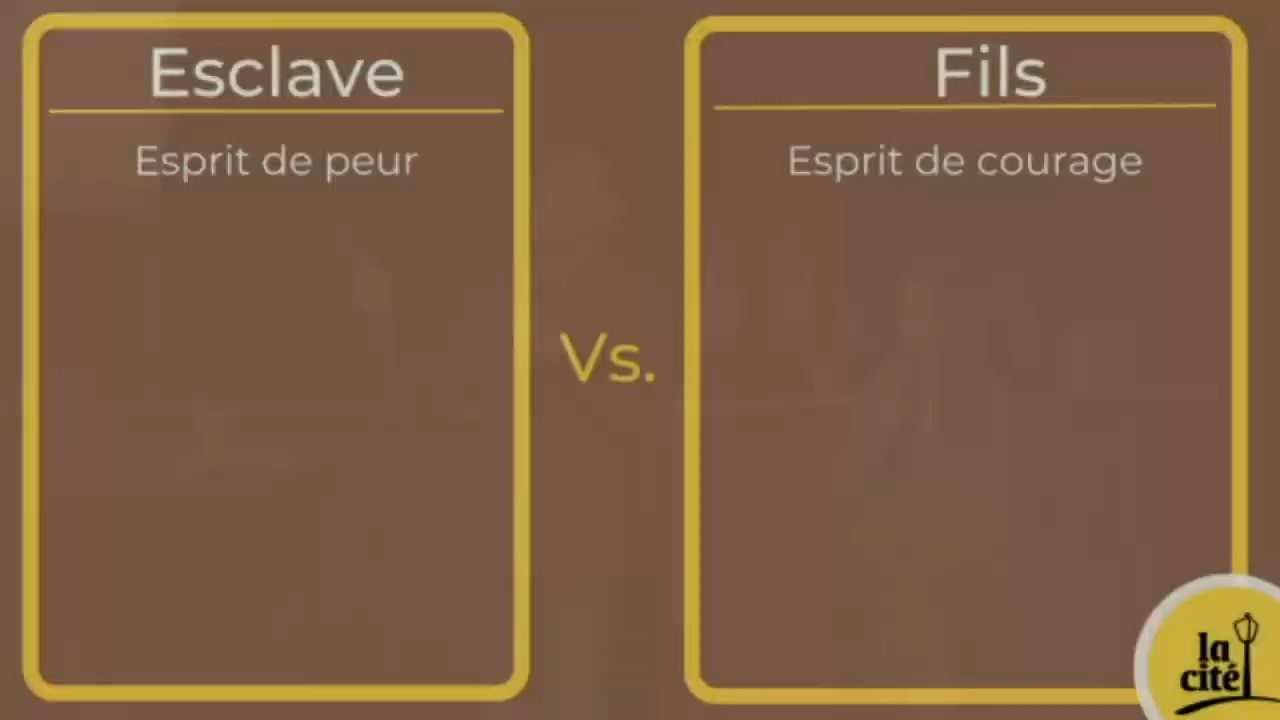 Esclave
Esprit de peur
Vs.
Fils
Esprit de courage
la
cité